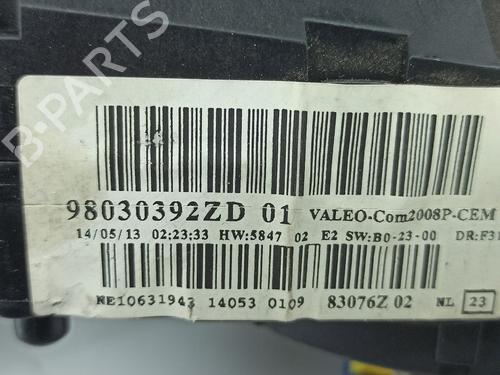 98030392ZD 01 VALEO-Com2008P-CEM
14/05/13 02:23:33 HW:5847 02 E2 SW:B0-23-00 DR:F31
NE10631943 14053 0109 83076Z 02 NL 23
B-PARTS